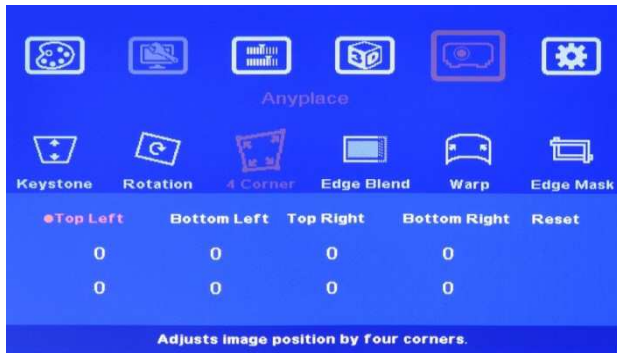 3D
Anyplace
Keystone Rotation 4 Corner Edge Blend Warp Edge Mask
●Top Left Bottom Left Top Right Bottom Right Reset
0 0 0 0
0 0 0 0
Adjusts image position by four corners.